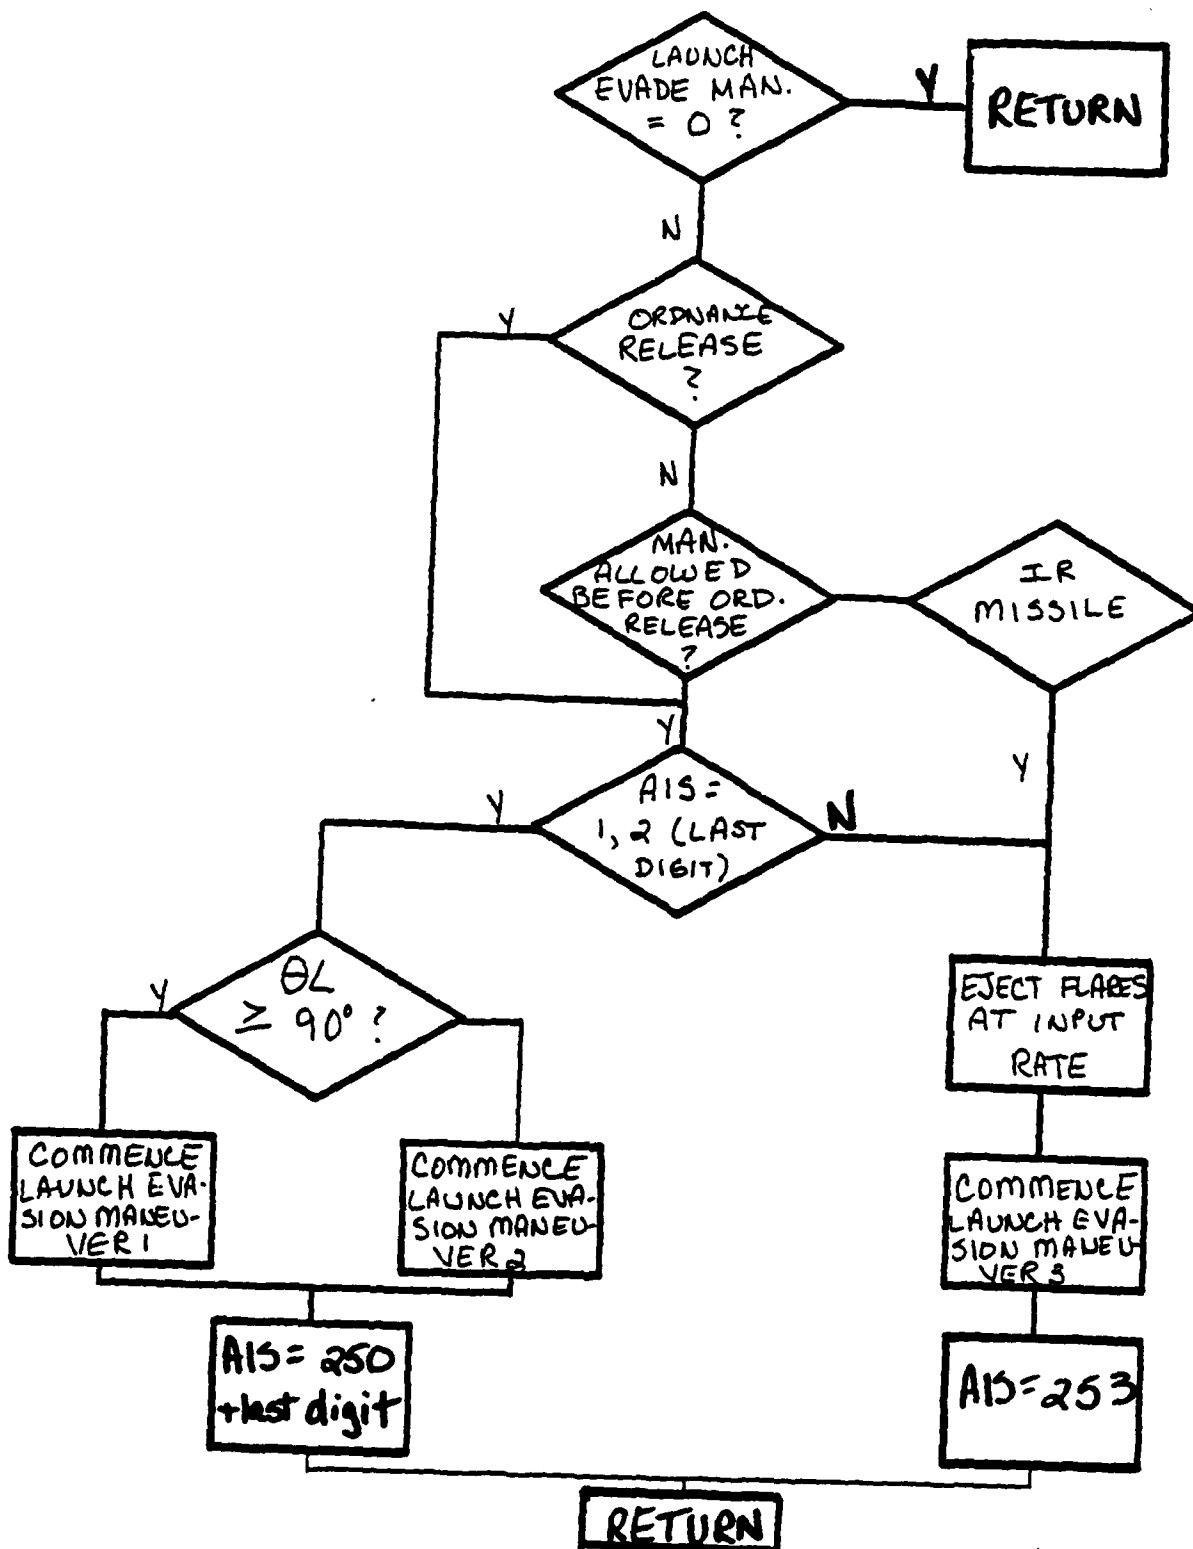 LAUNCH
EVADE MAN.
= 0 ?
Y
RETURN
N
ORDNANCE
RELEASE
?
Y
N
MAN.
ALLOWED
BEFORE ORD.
RELEASE
?
IR
MISSILE
Y
Y
AIS =
1, 2 (LAST
DIGIT)
Y
N
θL
≥ 90° ?
Y
EJECT FLARES
AT INPUT
RATE
COMMENCE
LAUNCH EVA-
SION MANEU-
VER 1
COMMENCE
LAUNCH EVA-
SION MANEU-
VER 2
COMMENCE
LAUNCH EVA-
SION MANEU-
VER 3
AIS = 250
+last digit
AIS = 253
RETURN